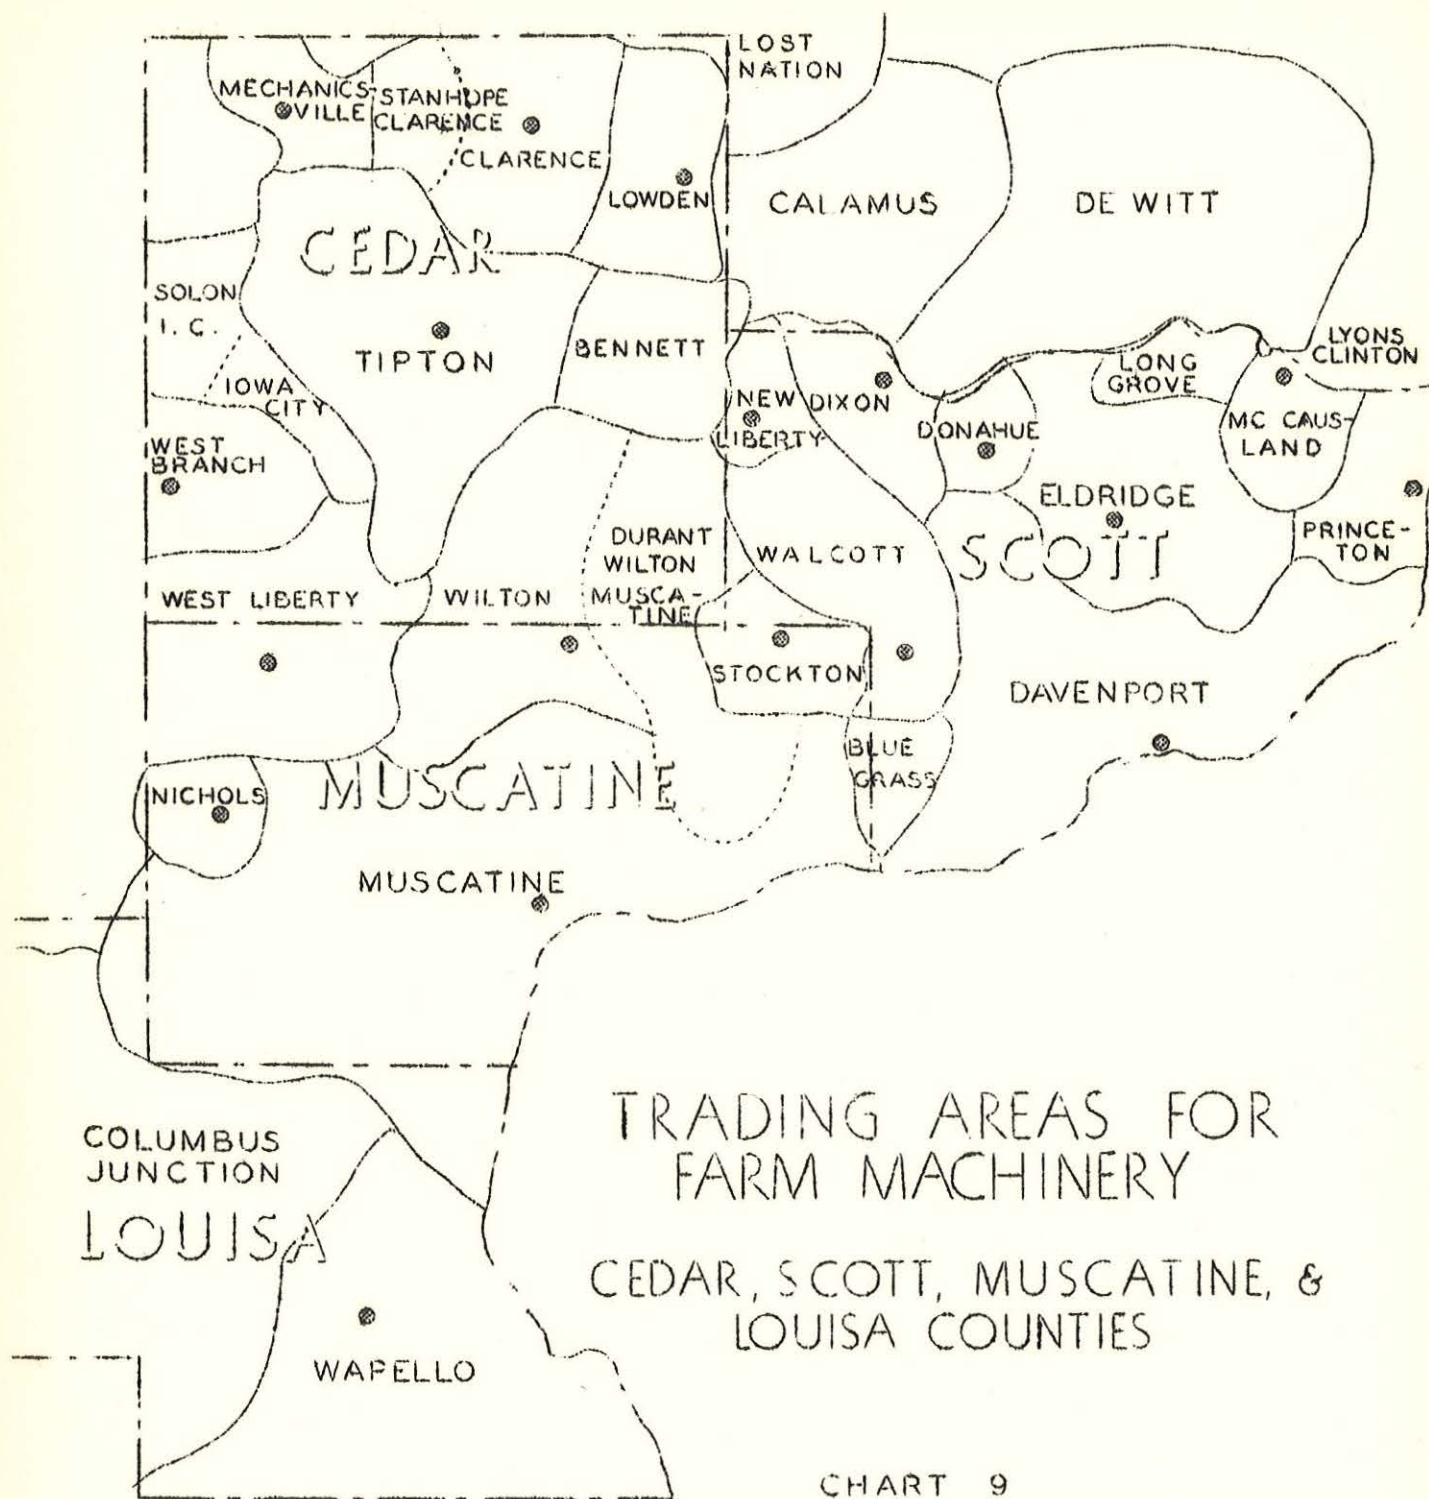 LOST
NATION
MECHANICS-
VILLE
STANHOPE
CLARENCE
CLARENCE
LOWDEN
CALAMUS
DE WITT
CEDAR
SOLON
I. C.
TIPTON
BENNETT
IOWA
CITY
WEST
BRANCH
NEW
LIBERTY
DIXON
DONAHUE
LONG
GROVE
LYONS
CLINTON
MC CAUS-
LAND
ELDRIDGE
SCOTT
PRINCE-
TON
WEST LIBERTY
WILTON
DURANT
WILTON
MUSCA-
TINE
WALCOTT
STOCKTON
DAVENPORT
BLUE
GRASS
NICHOLS
MUSCATINE
MUSCATINE
COLUMBUS
JUNCTION
LOUISA
WAPELLO
TRADING AREAS FOR
FARM MACHINERY
CEDAR, SCOTT, MUSCATINE, &
LOUISA COUNTIES
CHART 9